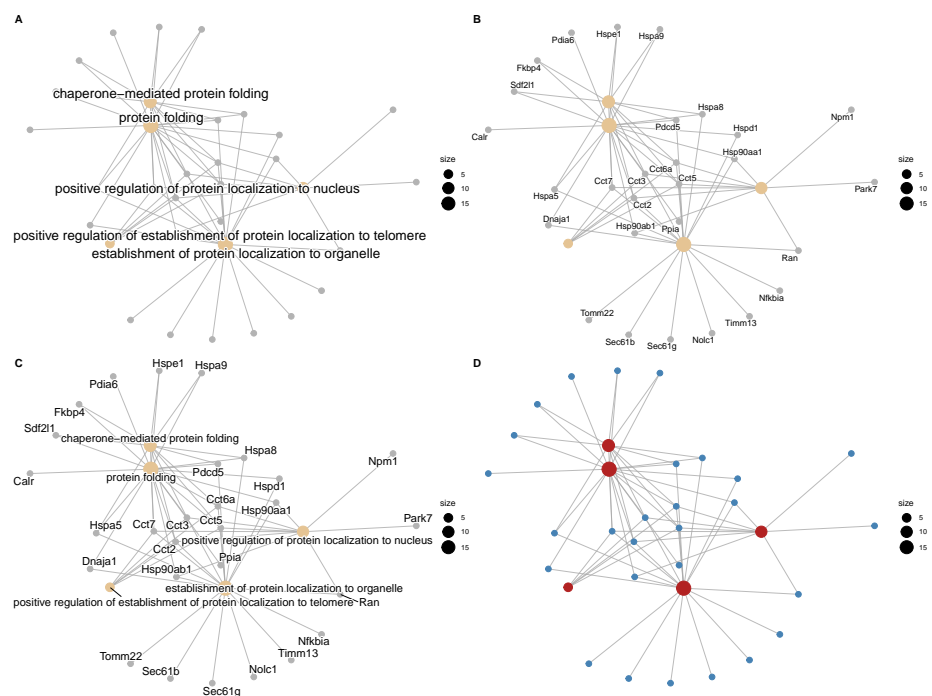 A
chaperone−mediated protein folding
protein folding
positive regulation of protein localization to nucleus
positive regulation of establishment of protein localization to telomere
establishment of protein localization to organelle
size
5
10
15
B
Pdia6
Hspe1
Hspa9
Fkbp4
Sdf2l1
Calr
Hspa8
Pdcd5
Hspd1
Npm1
Hsp90aa1
Cct6a
Cct7
Cct3
Cct5
Park7
Hspa5
Cct2
Dnaja1
Hsp90ab1
Ppia
Ran
Nfkbia
Tomm22
Timm13
Sec61b
Sec61g
Nolc1
size
5
10
15
C
Hspe1
Hspa9
Pdia6
Fkbp4
Sdf2l1
chaperone−mediated protein folding
Hspa8
Npm1
Calr
protein folding
Pdcd5
Hspd1
Cct6a
Hsp90aa1
Hspa5
Cct7
Cct3
Cct5
Park7
positive regulation of protein localization to nucleus
Cct2
Dnaja1
Hsp90ab1
Ppia
establishment of protein localization to organelle
positive regulation of establishment of protein localization to telomere
Ran
Nfkbia
Tomm22
Timm13
Sec61b
Nolc1
Sec61g
size
5
10
15
D
size
5
10
15